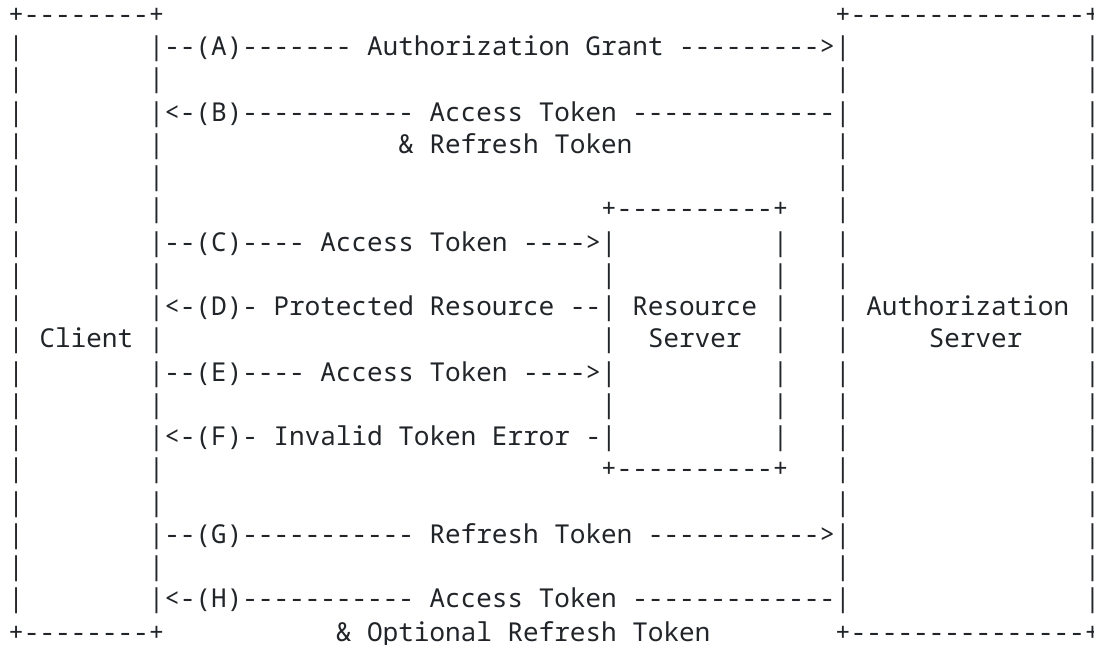 +--------+                                           +---------------+
|        |--(A)------- Authorization Grant --------->|               |
|        |                                           |               |
|        |<-(B)----------- Access Token -------------|               |
|        |               & Refresh Token             |               |
|        |                                           |               |
|        |                            +----------+   |               |
|        |--(C)---- Access Token ---->|          |   |               |
|        |                            |          |   |               |
|        |<-(D)- Protected Resource --| Resource |   | Authorization |
| Client |                            |  Server  |   |     Server    |
|        |--(E)---- Access Token ---->|          |   |               |
|        |                            |          |   |               |
|        |<-(F)- Invalid Token Error -|          |   |               |
|        |                            +----------+   |               |
|        |                                           |               |
|        |--(G)----------- Refresh Token ----------->|               |
|        |                                           |               |
|        |<-(H)----------- Access Token -------------|               |
+--------+           & Optional Refresh Token        +---------------+